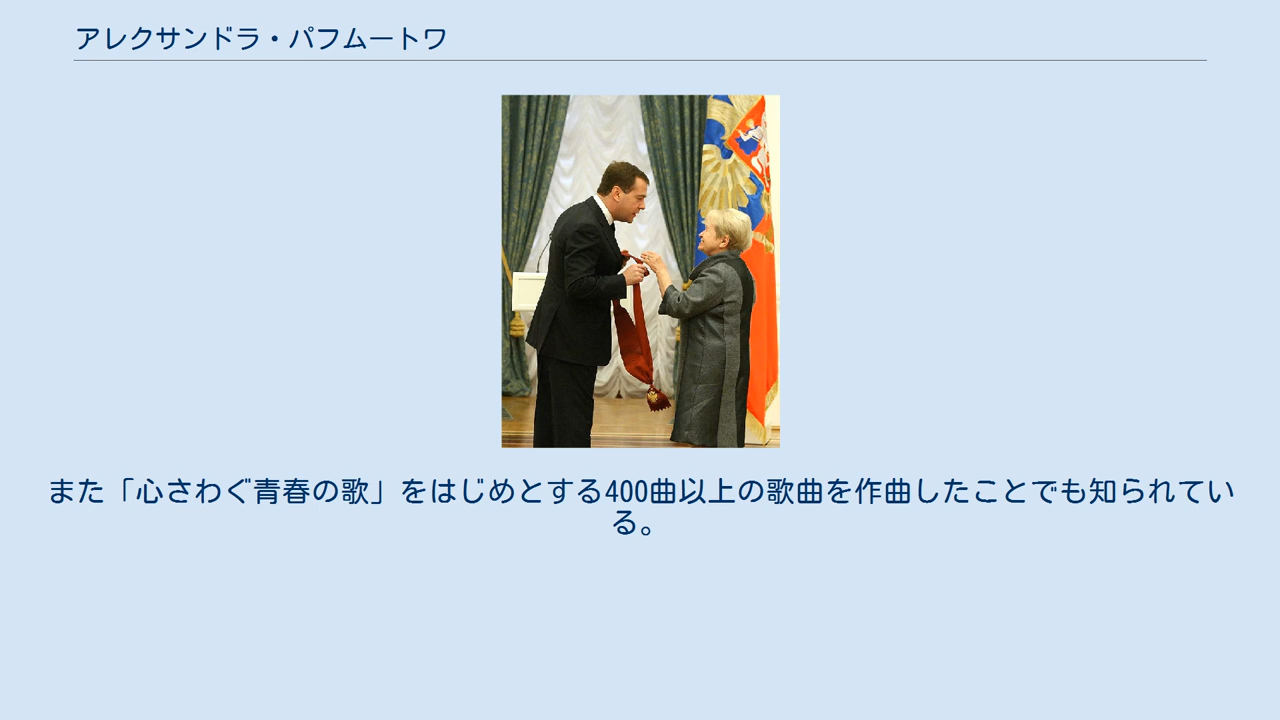 アレクサンドラ・パフムートワ
また「心さわぐ青春の歌」をはじめとする400曲以上の歌曲を作曲したことでも知られてい
る。